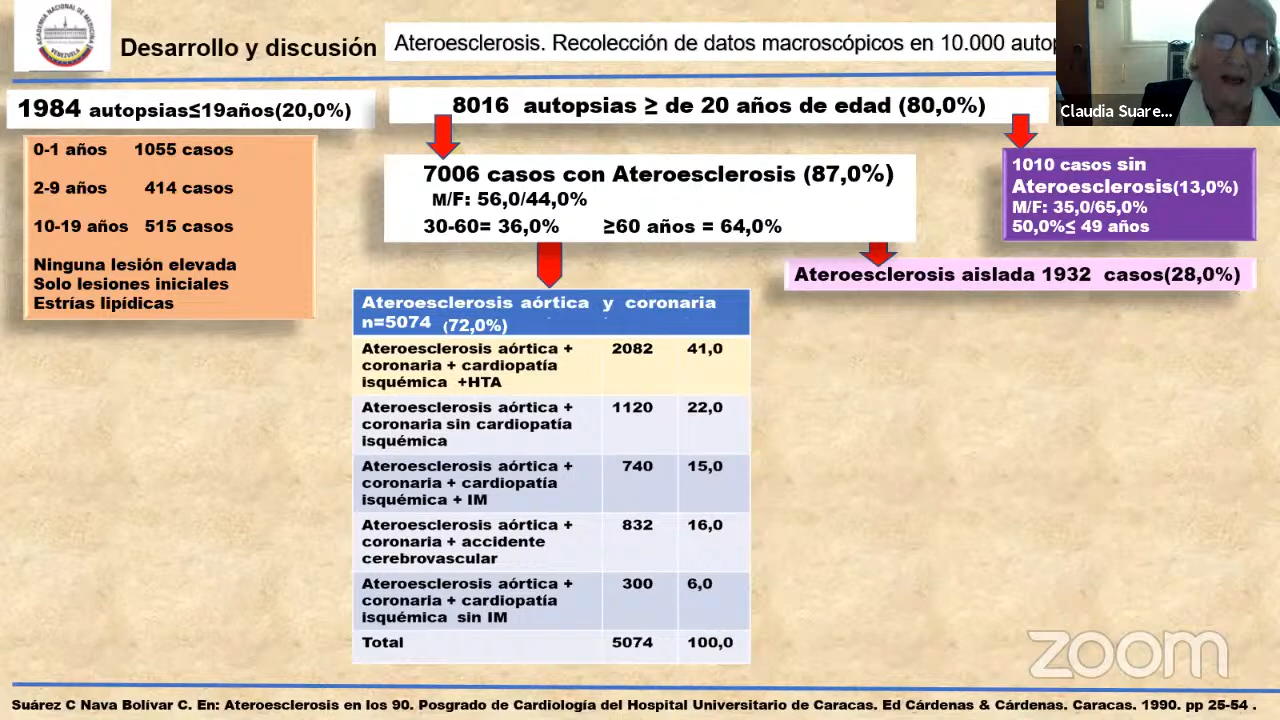 ACADEMIA NACIONAL DE MEDICINA
VENEZUELA
Desarrollo y discusión
Ateroesclerosis. Recolección de datos macroscópicos en 10.000
Claudia Suare...
1984 autopsias≤19años(20,0%)
0-1 años 1055 casos
2-9 años 414 casos
10-19 años 515 casos
Ninguna lesión elevada
Solo lesiones iniciales
Estrías lipídicas
8016 autopsias ≥ de 20 años de edad (80,0%)
7006 casos con Ateroesclerosis (87,0%)
M/F: 56,0/44,0%
30-60= 36,0% ≥60 años = 64,0%
1010 casos sin
Ateroesclerosis(13,0%)
M/F: 35,0/65,0%
50,0%≤ 49 años
Ateroesclerosis aislada 1932 casos(28,0%)
Ateroesclerosis aórtica y coronaria
n=5074 (72,0%)
Ateroesclerosis aórtica + 2082 41,0
coronaria + cardiopatía
isquémica +HTA
Ateroesclerosis aórtica + 1120 22,0
coronaria sin cardiopatía
isquémica
Ateroesclerosis aórtica + 740 15,0
coronaria + cardiopatía
isquémica + IM
Ateroesclerosis aórtica + 832 16,0
coronaria + accidente
cerebrovascular
Ateroesclerosis aórtica + 300 6,0
coronaria + cardiopatía
isquémica sin IM
Total 5074 100,0
zoom
Suárez C Nava Bolívar C. En: Ateroesclerosis en los 90. Posgrado de Cardiología del Hospital Universitario de Caracas. Ed Cárdenas & Cárdenas. Caracas. 1990. pp 25-54 .